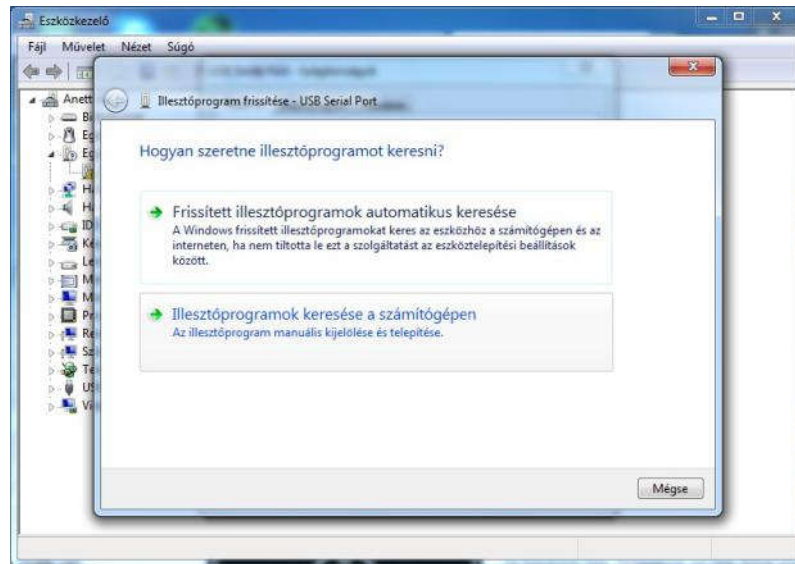 Eszközkezelő
Fájl Művelet Nézet Súgó
Illesztőprogram frissítése - USB Serial Port
Anett
Hogyan szeretne illesztőprogramot keresni?
Frissített illesztőprogramok automatikus keresése
A Windows frissített illesztőprogramokat keres az eszközhöz a számítógépen és az
interneten, ha nem tiltotta le ezt a szolgáltatást az eszköztelepítési beállítások
között.
Illesztőprogramok keresése a számítógépen
Az illesztőprogram manuális kijelölése és telepítése.
Mégse